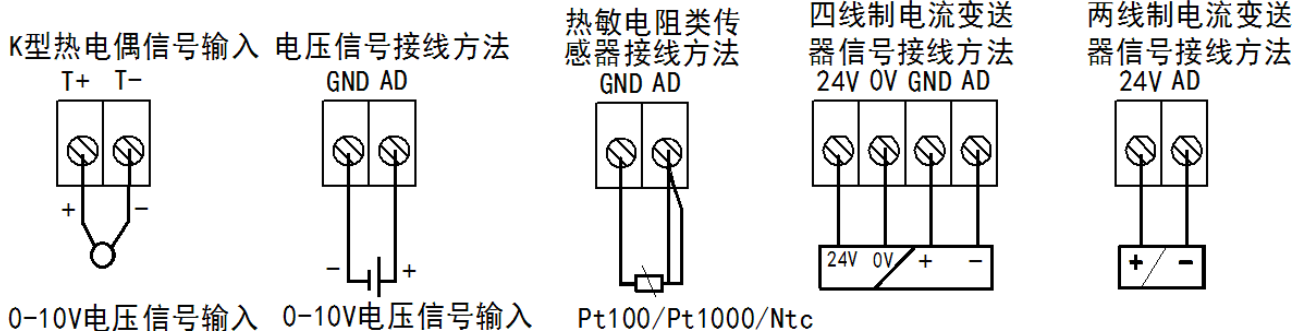 K型热电偶信号输入
T+ T-
+ -
0-10V电压信号输入
电压信号接线方法
GND AD
- +
0-10V电压信号输入
热敏电阻类传
感器接线方法
GND AD
Pt100/Pt1000/Ntc
四线制电流变送
器信号接线方法
24V 0V GND AD
24V 0V + -
两线制电流变送
器信号接线方法
24V AD
+ -